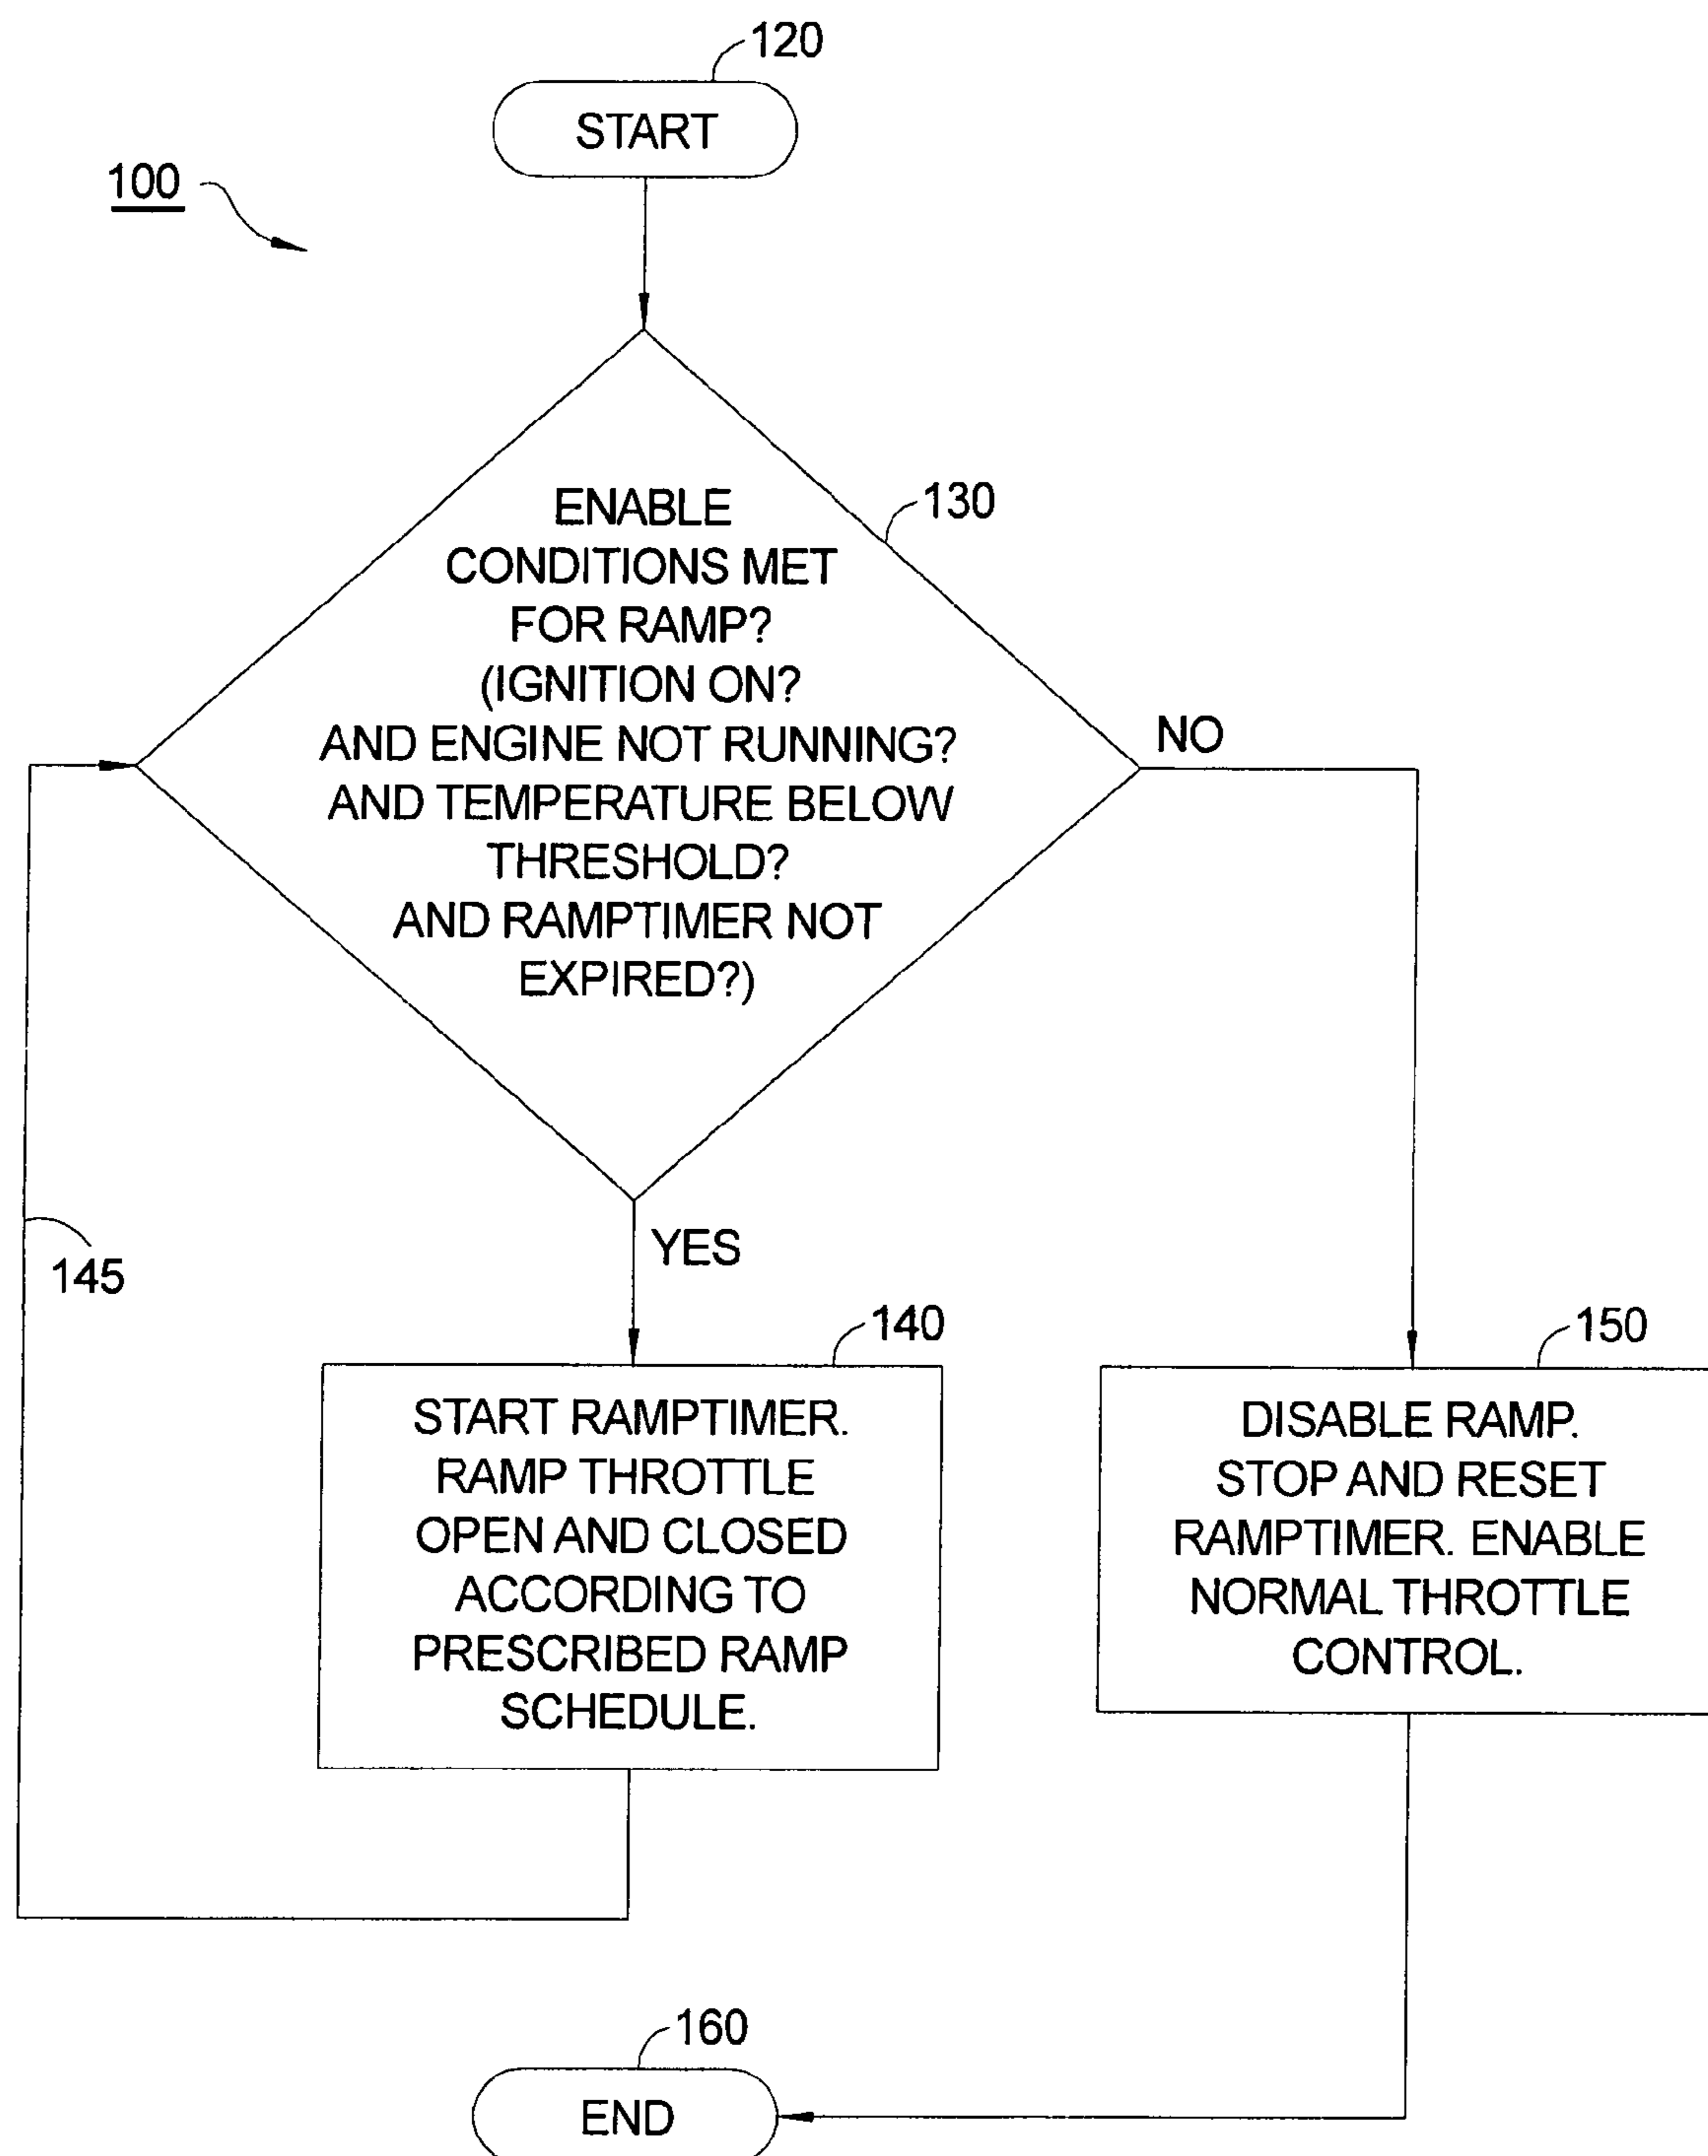 120
START
100
130
ENABLE
CONDITIONS MET
FOR RAMP?
(IGNITION ON?
AND ENGINE NOT RUNNING?
AND TEMPERATURE BELOW
THRESHOLD?
AND RAMPTIMER NOT
EXPIRED?)
NO
YES
145
140
START RAMPTIMER.
RAMP THROTTLE
OPEN AND CLOSED
ACCORDING TO
PRESCRIBED RAMP
SCHEDULE.
150
DISABLE RAMP.
STOP AND RESET
RAMPTIMER. ENABLE
NORMAL THROTTLE
CONTROL.
160
END